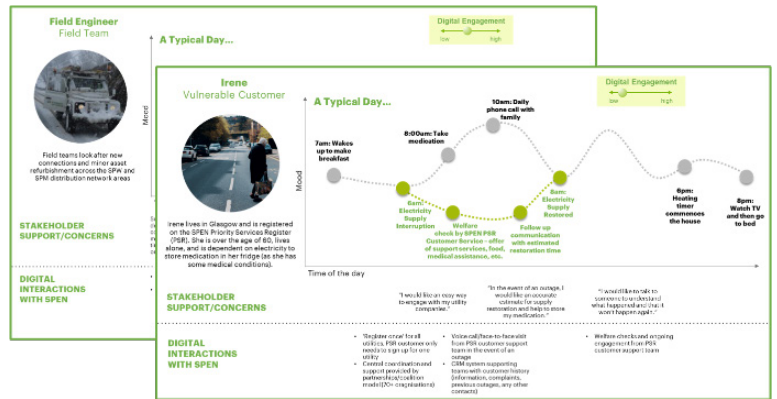 Field Engineer
Field Team
A Typical Day...
Digital Engagement
low high
Mood
Field teams look after new
connections and minor asset
refurbishment across the SPW and
SPM distribution network areas
STAKEHOLDER
SUPPORT/CONCERNS
DIGITAL
INTERACTIONS
WITH SPEN
Irene
Vulnerable Customer
Irene lives in Glasgow and is registered
on the SPEN Priority Services Register
(PSR). She is over the age of 60, lives
alone, and is dependent on electricity to
store medication in her fridge (as she has
some medical conditions).
A Typical Day...
Digital Engagement
low high
Mood
7am: Wakes
up to make
breakfast
8:00am: Take
medication
10am: Daily
phone call with
family
6am:
Electricity
Supply
Interruption
Welfare
check by SPEN PSR
Customer Service - offer
of support services, food,
medical assistance, etc.
Follow up
communication with
estimated
restoration time
8am:
Electricity
Supply
Restored
6pm:
Heating
timer
commences
the house
8pm:
Watch TV
and then go
to bed
Time of the day
STAKEHOLDER
SUPPORT/CONCERNS
"I would like an easy way
to engage with my utility
companies."
"In the event of an outage, I
would like an accurate
estimate for supply
restoration and help to store
my medication."
"I would like to talk to
someone to understand
what happened and that it
won't happen again."
DIGITAL
INTERACTIONS
WITH SPEN
• 'Register once' for all
utilities, PSR customer only
needs to sign up for one
utility
• Central coordination and
support provided by
partnerships/coalition
model (70+ oragnisations)
• Voice call/face-to-face visit
from PSR customer support
team in the event of an
outage
• CRM system supporting
teams with customer history
(information, complaints,
previous outages, any other
contacts)
• Welfare checks and ongoing
engagement from PSR
customer support team